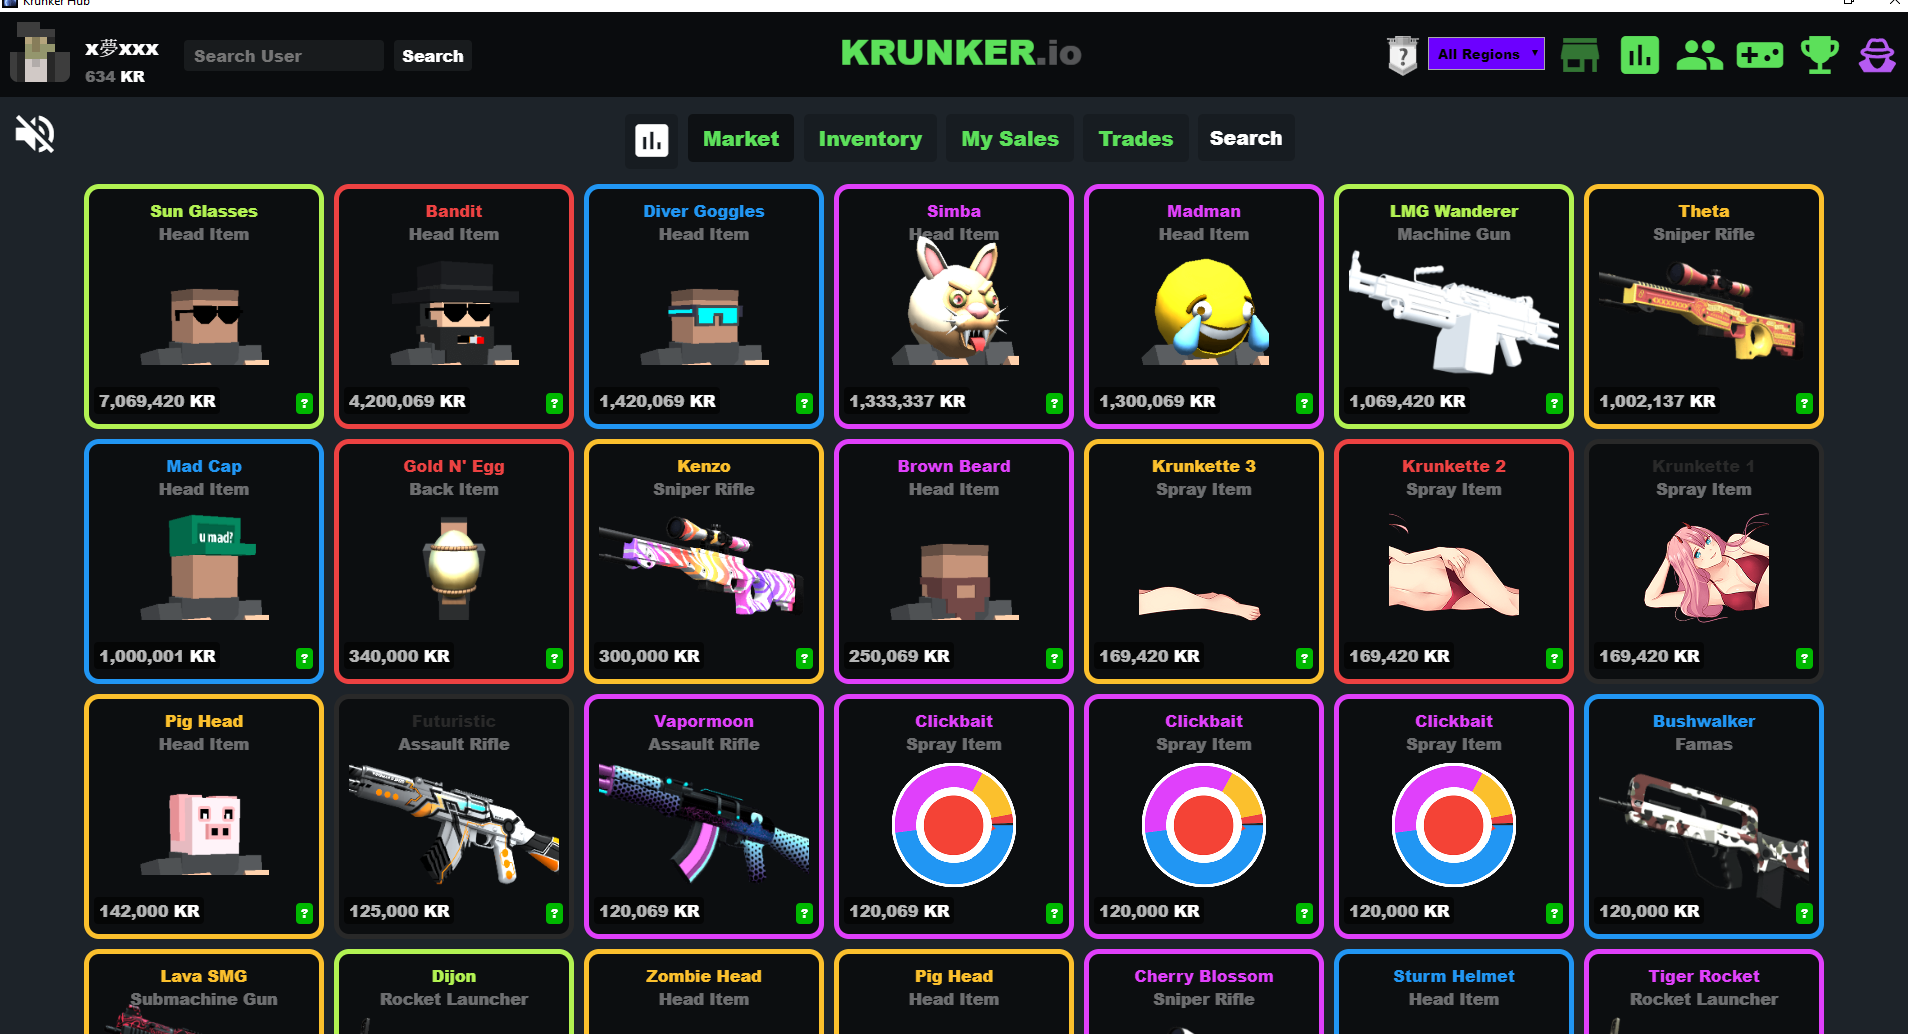 Krunker Hub
x夢xxx
634 KR
Search User
Search
KRUNKER.io
?
All Regions
Market
Inventory
My Sales
Trades
Search
Sun Glasses
Head Item
7,069,420 KR
?
Bandit
Head Item
4,200,069 KR
?
Diver Goggles
Head Item
1,420,069 KR
?
Simba
Head Item
1,333,337 KR
?
Madman
Head Item
1,300,069 KR
?
LMG Wanderer
Machine Gun
1,069,420 KR
?
Theta
Sniper Rifle
1,002,137 KR
?
Mad Cap
Head Item
u mad?
1,000,001 KR
?
Gold N' Egg
Back Item
340,000 KR
?
Kenzo
Sniper Rifle
300,000 KR
?
Brown Beard
Head Item
250,069 KR
?
Krunkette 3
Spray Item
169,420 KR
?
Krunkette 2
Spray Item
169,420 KR
?
Krunkette 1
Spray Item
169,420 KR
?
Pig Head
Head Item
142,000 KR
?
Futuristic
Assault Rifle
125,000 KR
?
Vapormoon
Assault Rifle
120,069 KR
?
Clickbait
Spray Item
120,069 KR
?
Clickbait
Spray Item
120,000 KR
?
Clickbait
Spray Item
120,000 KR
?
Bushwalker
Famas
120,000 KR
?
Lava SMG
Submachine Gun
Dijon
Rocket Launcher
Zombie Head
Head Item
Pig Head
Head Item
Cherry Blossom
Sniper Rifle
Sturm Helmet
Head Item
Tiger Rocket
Rocket Launcher